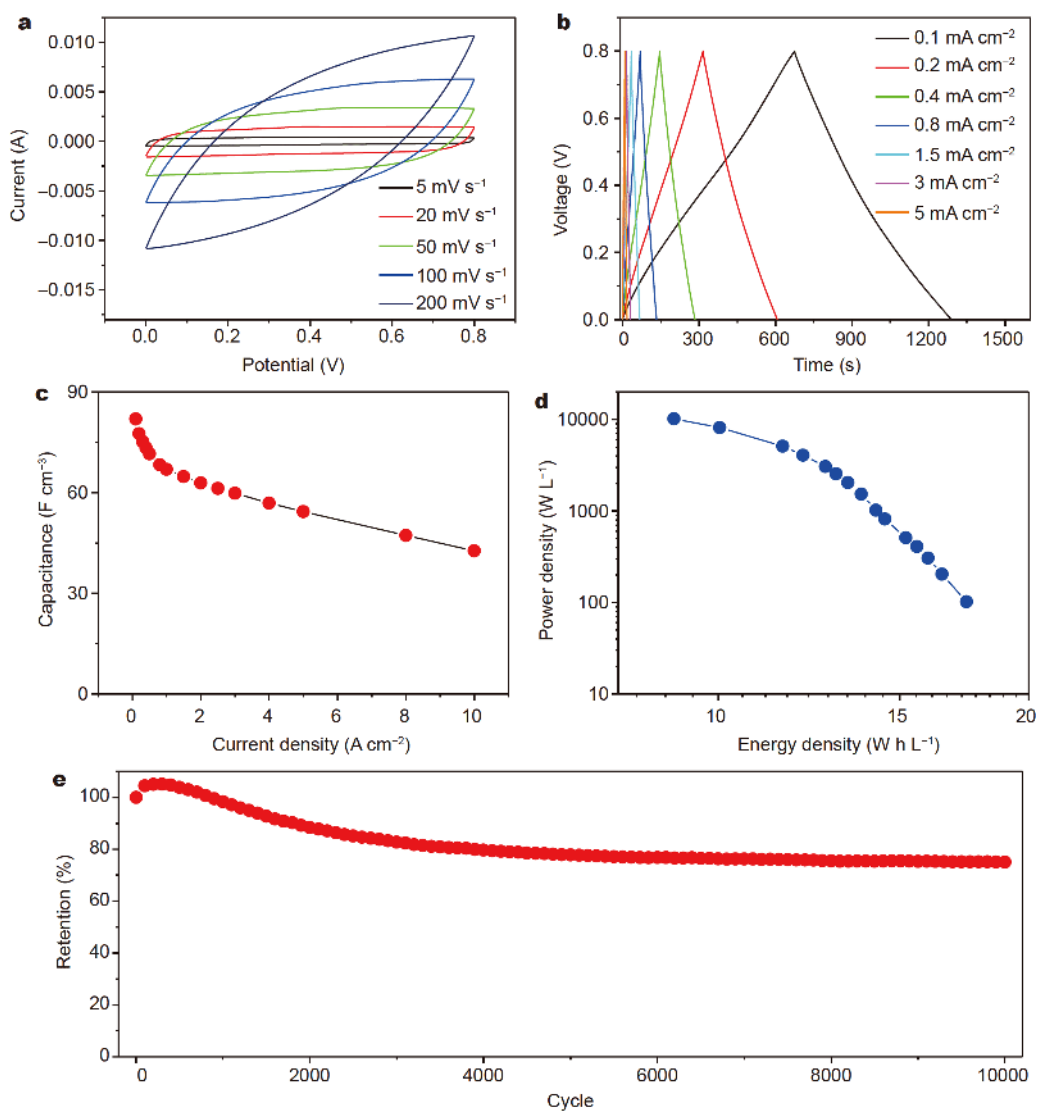 a
0.010
0.005
0.000
−0.005
−0.010
−0.015
Current (A)
5 mV s⁻¹
20 mV s⁻¹
50 mV s⁻¹
100 mV s⁻¹
200 mV s⁻¹
0.0 0.2 0.4 0.6 0.8
Potential (V)
b
0.8
0.6
0.4
0.2
0.0
Voltage (V)
0.1 mA cm⁻²
0.2 mA cm⁻²
0.4 mA cm⁻²
0.8 mA cm⁻²
1.5 mA cm⁻²
3 mA cm⁻²
5 mA cm⁻²
0 300 600 900 1200 1500
Time (s)
c
90
60
30
0
Capacitance (F cm⁻³)
0 2 4 6 8 10
Current density (A cm⁻²)
d
10000
1000
100
10
Power density (W L⁻¹)
10 15 20
Energy density (W h L⁻¹)
e
100
80
60
40
20
0
Retention (%)
0 2000 4000 6000 8000 10000
Cycle